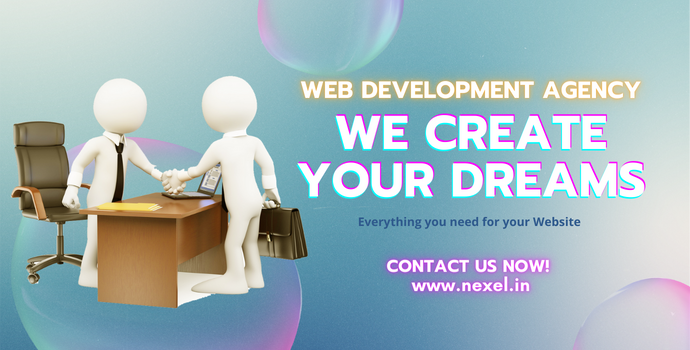 WEB DEVELOPMENT AGENCY
WE CREATE
YOUR DREAMS
Everything you need for your Website
CONTACT US NOW!
www.nexel.in